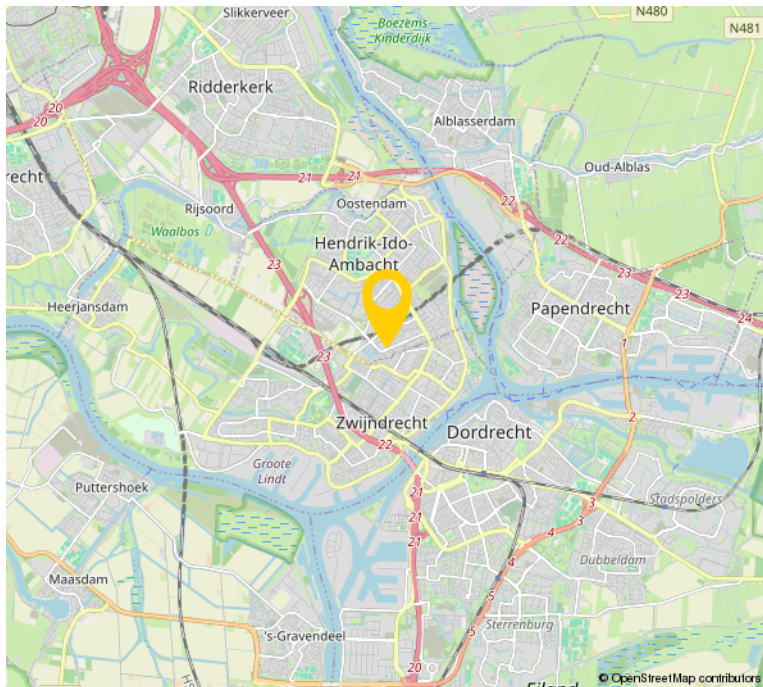 Slikkerveer
Boezems
Kinderdijk
N480
N481
Ridderkerk
20
20
Alblasserdam
21
21
22
Oud-Alblas
recht
Rijsoord
Oostendam
Waalbos
22
Hendrik-Ido-
Ambacht
23
23
Heerjansdam
Papendrecht
24
1
23
2
Zwijndrecht
Dordrecht
22
Groote
Lindt
Puttershoek
21
21
21
Stadspolders
3
3
4
4
Dubbeldam
Maasdam
5
5
Sterrenburg
's-Gravendeel
20
© OpenStreetMap contributors